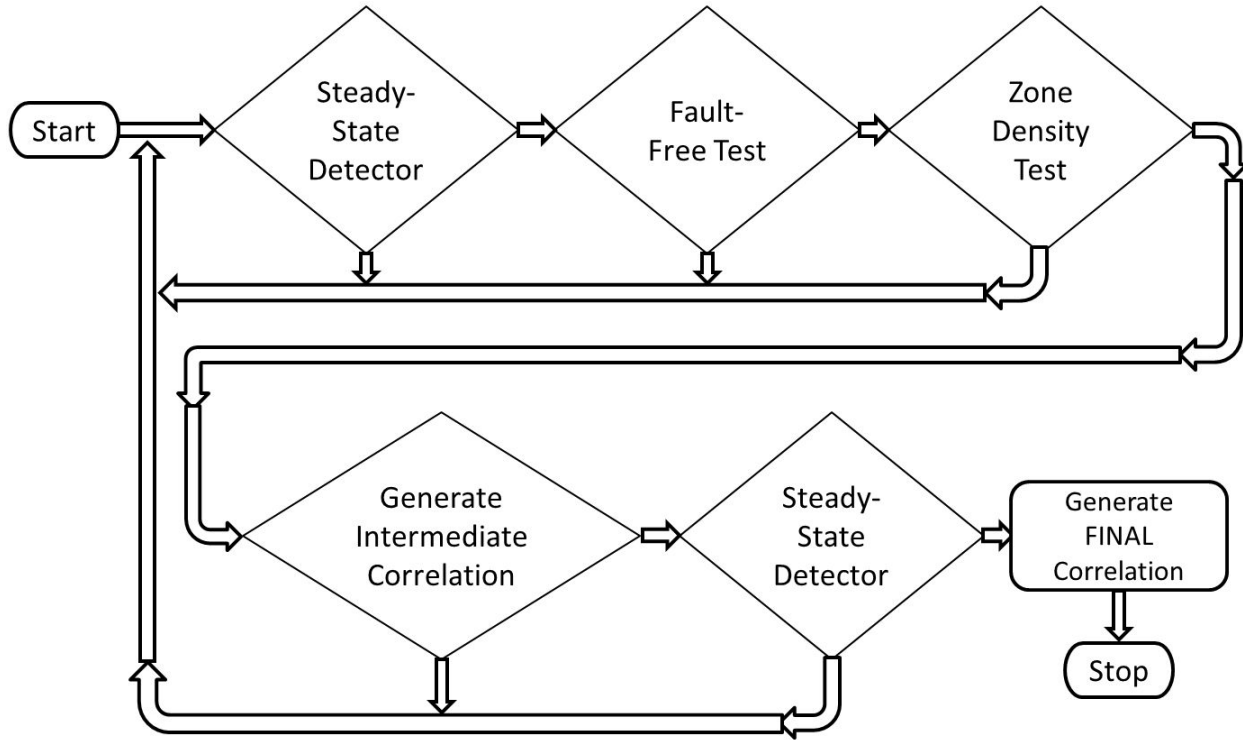 Start
Steady-
State
Detector
Fault-
Free Test
Zone
Density
Test
Generate
Intermediate
Correlation
Steady-
State
Detector
Generate
FINAL
Correlation
Stop